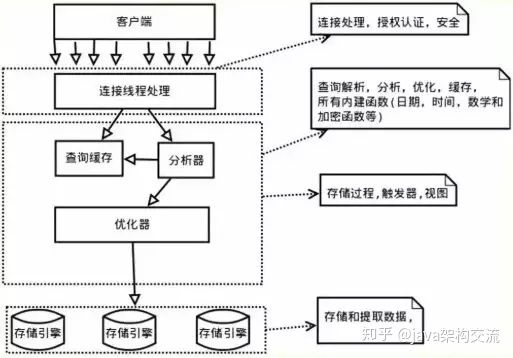 客户端
连接处理，授权认证，安全
连接线程处理
查询解析，分析，优化，缓存，
所有内建函数(日期，时间，数学和
加密函数等)
查询缓存
分析器
存储过程,触发器,视图
优化器
存储引擎
存储引擎
存储引擎
存储和提取数据,
知乎 @java架构交流